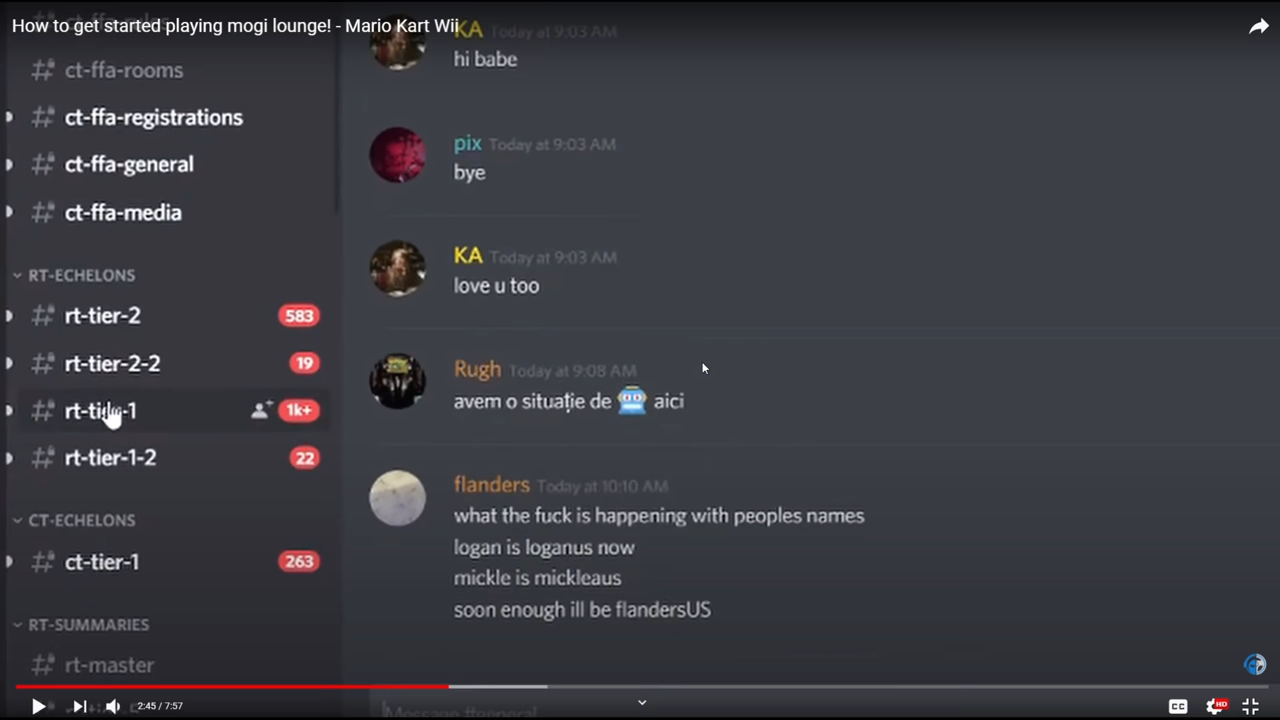 How to get started playing mogi lounge! - Mario Kart Wii
ct-ffa-rooms
ct-ffa-registrations
ct-ffa-general
ct-ffa-media
RT-ECHELONS
rt-tier-2 583
rt-tier-2-2 19
rt-tier-1 1k+
rt-tier-1-2 22
CT-ECHELONS
ct-tier-1 263
RT-SUMMARIES
rt-master
KA Today at 9:03 AM
hi babe
pix Today at 9:03 AM
bye
KA Today at 9:03 AM
love u too
Rugh Today at 9:08 AM
avem o situație de aici
flanders Today at 10:10 AM
what the fuck is happening with peoples names
logan is loganus now
mickle is mickleaus
soon enough ill be flandersUS
Message #general
2:45 / 7:57
CC
HD